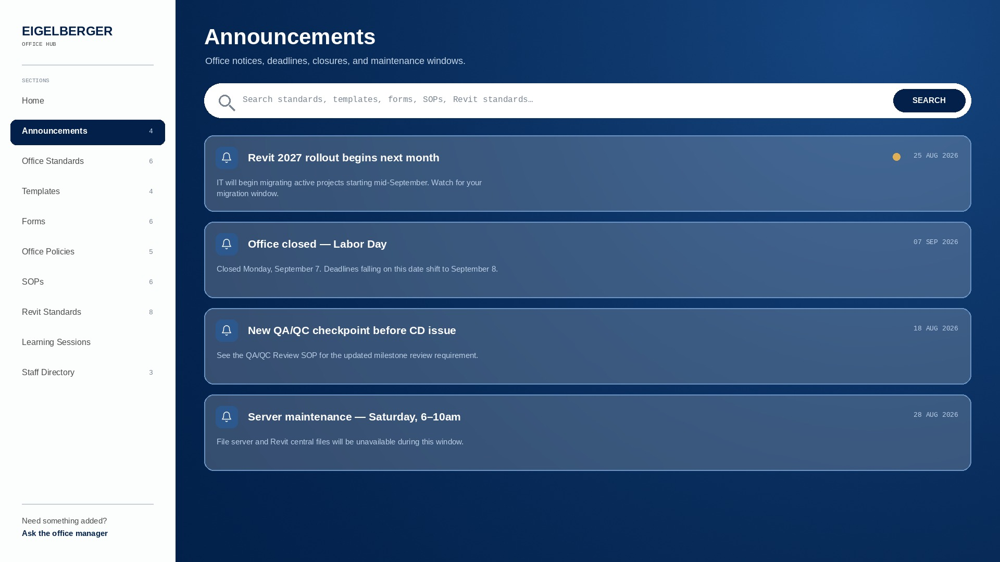 EIGELBERGER
OFFICE HUB
SECTIONS
Home
Announcements 4
Office Standards 6
Templates 4
Forms 6
Office Policies 5
SOPs 6
Revit Standards 8
Learning Sessions
Staff Directory 3
Need something added?
Ask the office manager
Announcements
Office notices, deadlines, closures, and maintenance windows.
Search standards, templates, forms, SOPs, Revit standards… SEARCH
Revit 2027 rollout begins next month 25 AUG 2026
IT will begin migrating active projects starting mid-September. Watch for your
migration window.
Office closed — Labor Day 07 SEP 2026
Closed Monday, September 7. Deadlines falling on this date shift to September 8.
New QA/QC checkpoint before CD issue 18 AUG 2026
See the QA/QC Review SOP for the updated milestone review requirement.
Server maintenance — Saturday, 6–10am 28 AUG 2026
File server and Revit central files will be unavailable during this window.